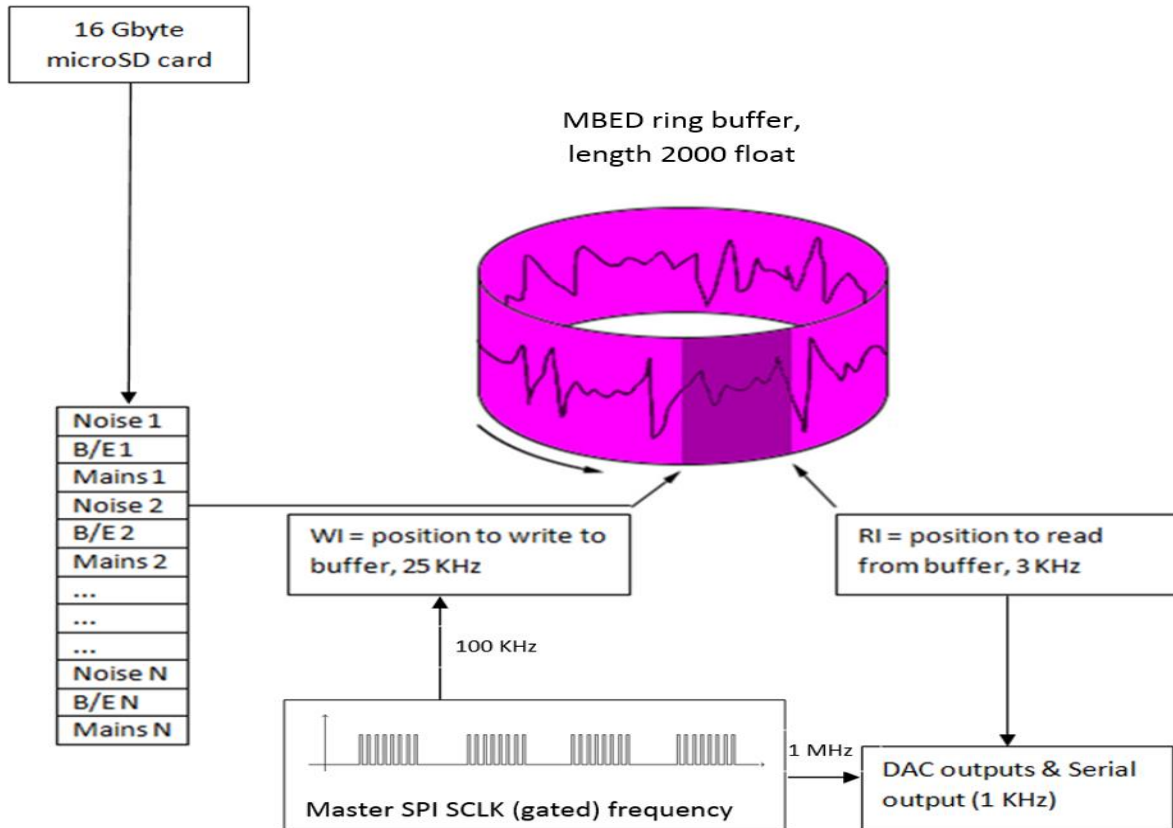 16 Gbyte
microSD card
MBED ring buffer,
length 2000 float
Noise 1
B/E 1
Mains 1
Noise 2
B/E 2
Mains 2
...
...
...
Noise N
B/E N
Mains N
WI = position to write to
buffer, 25 KHz
RI = position to read
from buffer, 3 KHz
100 KHz
1 MHz
Master SPI SCLK (gated) frequency
DAC outputs & Serial
output (1 KHz)